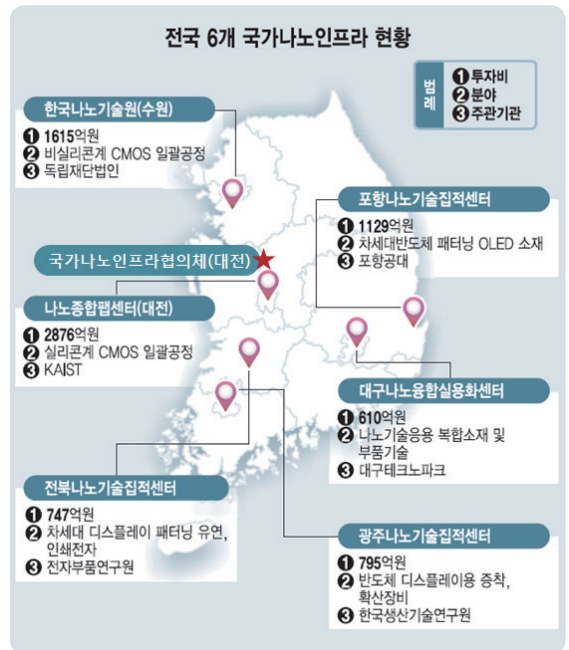 전국 6개 국가나노인프라 현황
범례
❶투자비
❷분야
❸주관기관
한국나노기술원(수원)
❶ 1615억원
❷ 비실리콘계 CMOS 일괄공정
❸ 독립재단법인
포항나노기술집적센터
❶ 1129억원
❷ 차세대반도체 패터닝 OLED 소재
❸ 포항공대
국가나노인프라협의체(대전)
나노종합팹센터(대전)
❶ 2876억원
❷ 실리콘계 CMOS 일괄공정
❸ KAIST
대구나노융합실용화센터
❶ 610억원
❷ 나노기술응용 복합소재 및
부품기술
❸ 대구테크노파크
전북나노기술집적센터
❶ 747억원
❷ 차세대 디스플레이 패터닝 유연,
인쇄전자
❸ 전자부품연구원
광주나노기술집적센터
❶ 795억원
❷ 반도체 디스플레이용 증착,
확산장비
❸ 한국생산기술연구원